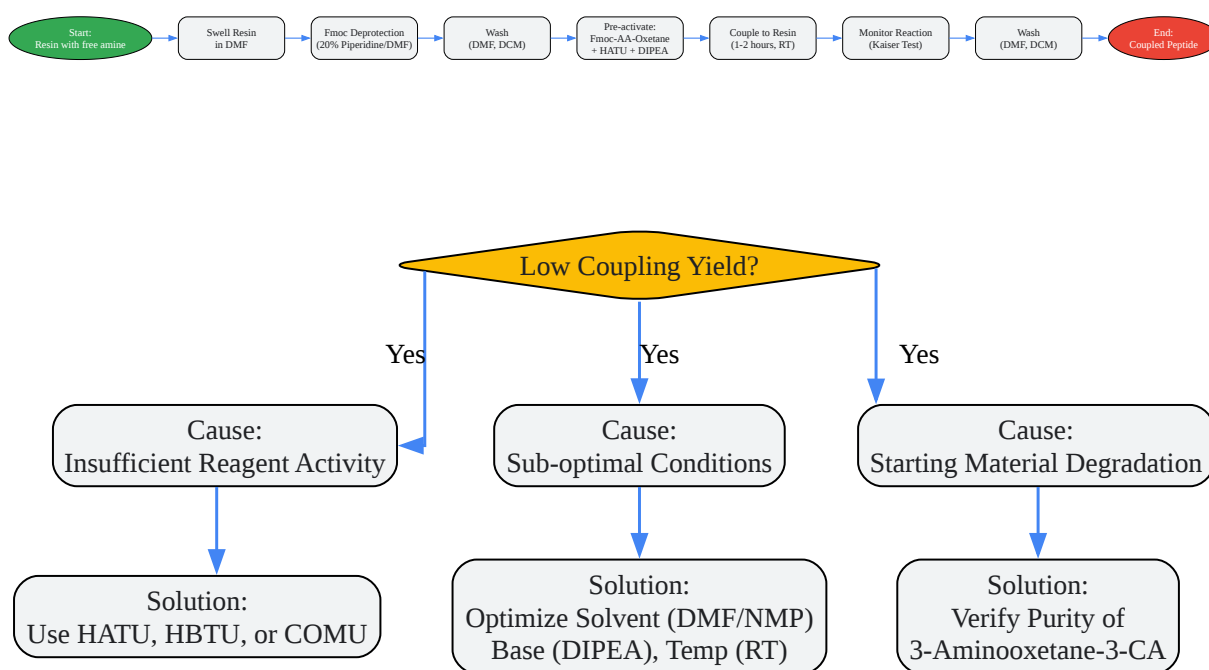 Start:
Resin with free amine
Swell Resin
in DMF
Fmoc Deprotection
(20% Piperidine/DMF)
Wash
(DMF, DCM)
Pre-activate:
Fmoc-AA-Oxetane
+ HATU + DIPEA
Couple to Resin
(1-2 hours, RT)
Monitor Reaction
(Kaiser Test)
Wash
(DMF, DCM)
End:
Coupled Peptide
Low Coupling Yield?
Yes
Yes
Yes
Cause:
Insufficient Reagent Activity
Cause:
Sub-optimal Conditions
Cause:
Starting Material Degradation
Solution:
Use HATU, HBTU, or COMU
Solution:
Optimize Solvent (DMF/NMP)
Base (DIPEA), Temp (RT)
Solution:
Verify Purity of
3-Aminooxetane-3-CA